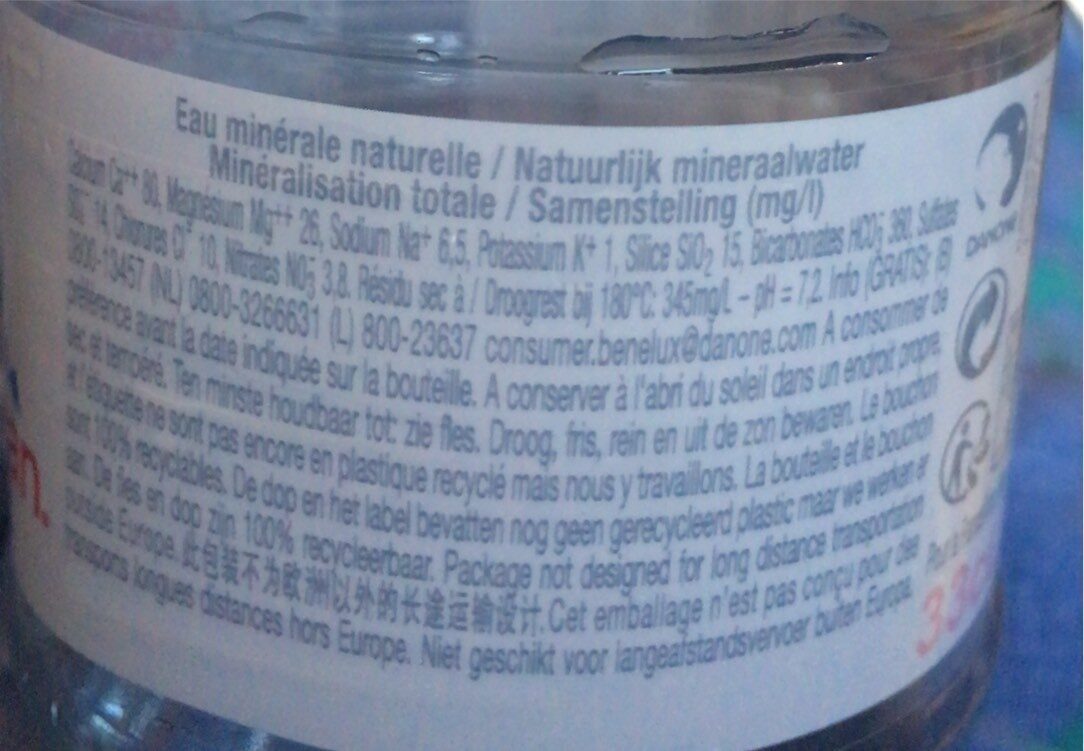 Eau minérale naturelle / Natuurlijk mineraalwater
Minéralisation totale / Samenstelling (mg/l)
Calcium Ca++ 80, Magnésium Mg++ 26, Sodium Na+ 6,5, Potassium K+ 1, Silice SiO2 15, Bicarbonates HCO3- 360, Sulfates
SO4-- 14, Chlorures Cl- 10, Nitrates NO3- 3,8. Résidu sec à / Droogrest bij 180°C: 345mg/L – pH = 7,2. Info (GRATIS): (B)
0800-13457 (NL) 0800-3266631 (L) 800-23637 consumer.benelux@danone.com A consommer de
préférence avant la date indiquée sur la bouteille. A conserver à l'abri du soleil dans un endroit propre,
sec et tempéré. Ten minste houdbaar tot: zie fles. Droog, fris, rein en uit de zon bewaren. Le bouchon
et l'étiquette ne sont pas encore en plastique recyclé mais nous y travaillons. La bouteille et le bouchon
sont 100% recyclables. De dop en het label bevatten nog geen gerecycleerd plastic maar we werken er
aan. De fles en dop zijn 100% recycleerbaar. Package not designed for long distance transportation
outside Europe. 此包装不为欧洲以外的长途运输设计. Cet emballage n'est pas conçu pour des
transports longues distances hors Europe. Niet geschikt voor langeafstandsvervoer buiten Europa.
DANONE
33